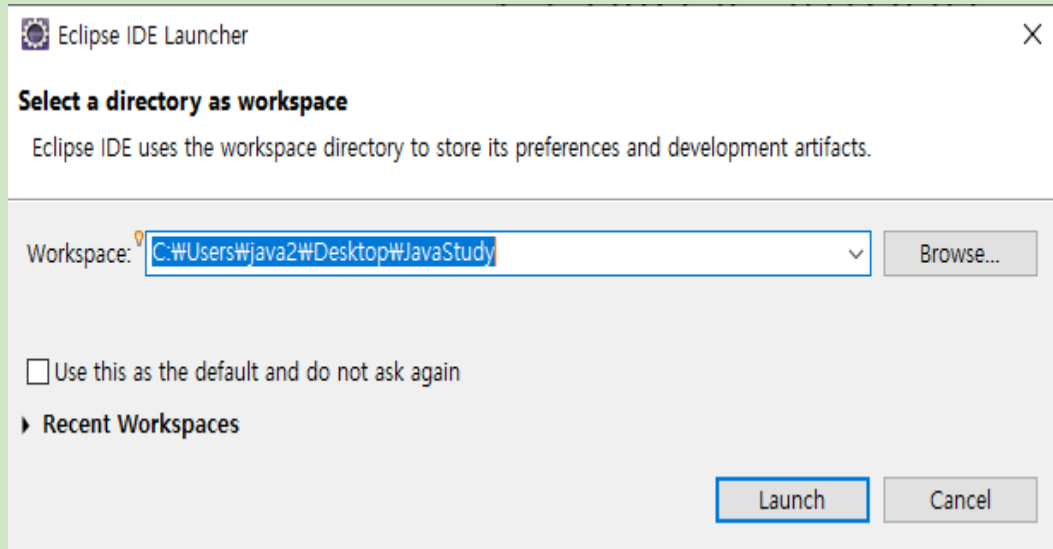 Eclipse IDE Launcher
Select a directory as workspace
Eclipse IDE uses the workspace directory to store its preferences and development artifacts.
Workspace: C:₩Users₩java2₩Desktop₩JavaStudy Browse...
Use this as the default and do not ask again
Recent Workspaces
Launch Cancel